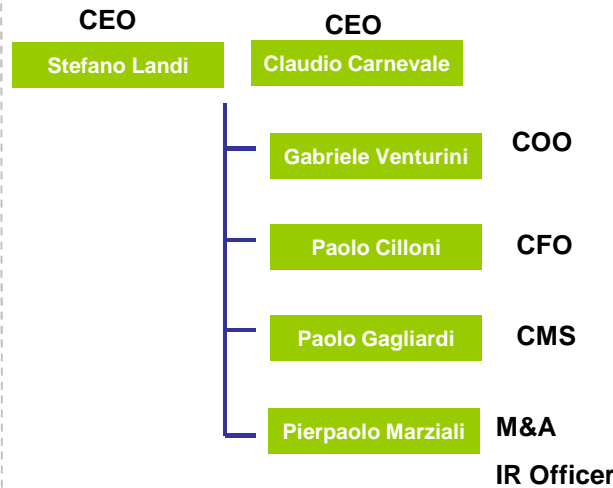 CEO
CEO
Stefano Landi
Claudio Carnevale
Gabriele Venturini
COO
Paolo Cilloni
CFO
Paolo Gagliardi
CMS
Pierpaolo Marziali
M&A
IR Officer